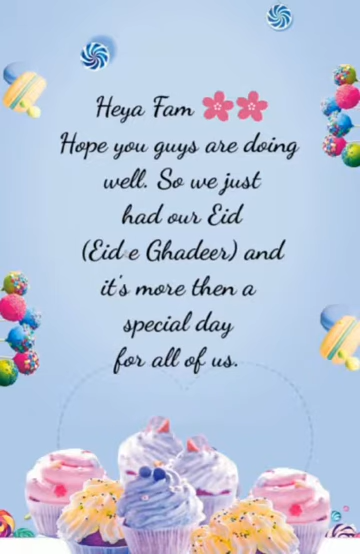 Heya Fam 🌸🌸
Hope you guys are doing
well. So we just
had our Eid
(Eid e Ghadeer) and
it's more then a
special day
for all of us.